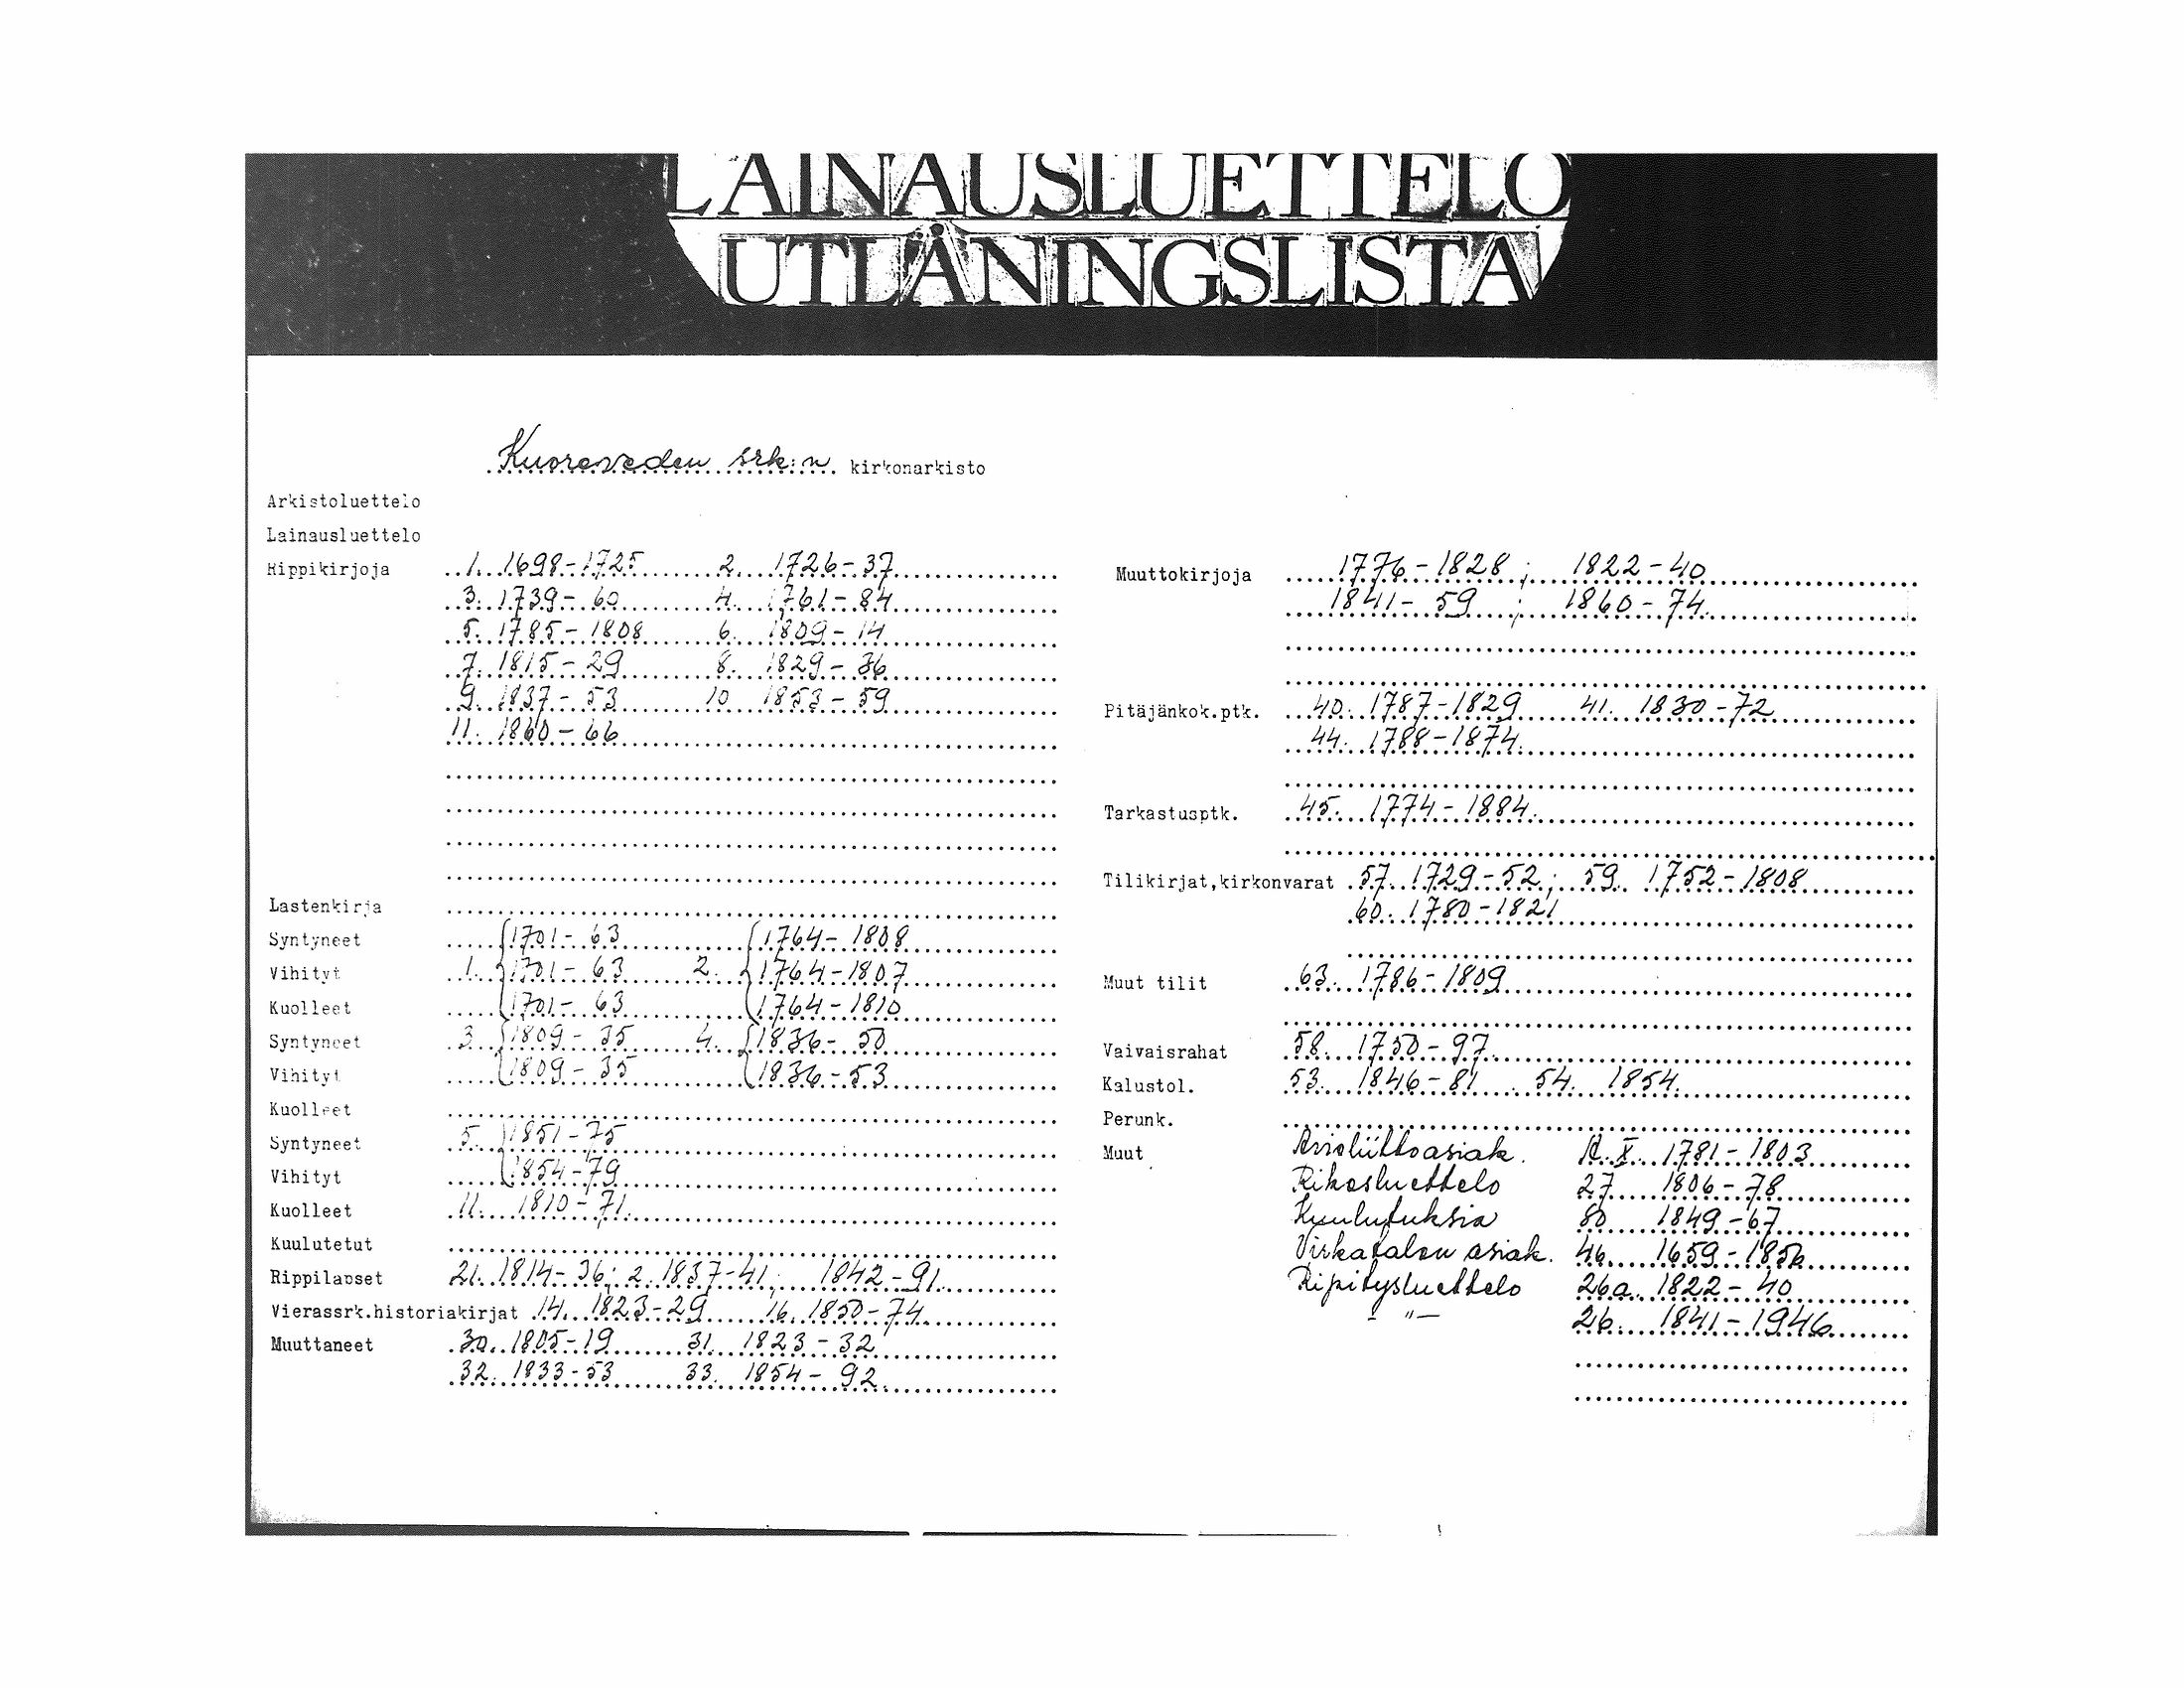 LAINAUSLUETTELO
UTLÅNINGSLISTA
Kuoreveden srk:n kirkonarkisto
Arkistoluettelo
Lainausluettelo
Rippikirjoja 1. 1698-1725 2. 1726-37
3. 1739-60 4. 1761-84
5. 1785-1808 6. 1809-14
7. 1815-29 8. 1829-36
9. 1837-53 10 1853-59
11. 1860-66
Lastenkirja
Syntyneet 1701-63 1764-1808
Vihityt 1. 1701-63 2. 1764-1807
Kuolleet 1701-63 1764-1810
Syntyneet 3. 1809-35 4. 1836-50
Vihityt 1809-35 1836-53
Kuolleet
Syntyneet 5. 1851-75
Vihityt 1854-79
Kuolleet 11. 1810-71.
Kuulutetut
Rippilapset 21. 1814-36; 2. 1837-41; 1842-91.
Vierassrk.historiakirjat 14. 1823-29 16. 1850-74
Muuttaneet 30. 1805-19 31. 1823-32
32. 1833-53 33. 1854-92
Muuttokirjoja 1776-1828; 1822-40
1841-59; 1860-74.
Pitäjänkok.ptk. 40. 1787-1829 41. 1830-72
44. 1788-1874.
Tarkastusptk. 45. 1774-1884.
Tilikirjat,kirkonvarat 57. 1729-52; 59. 1752-1808
60. 1780-1821
Muut tilit 63. 1786-1809
Vaivaisrahat 58. 1750-97
Kalustol. 53. 1846-81. 54. 1854.
Perunk.
Muut Avioliittoasiak. II. X. 1781-1803
Rikosluettelo 27 1806-78
Kuulutuksia 80 1849-67
Virkatalon asiak. 46 1659-1856
Ripitysluettelo 26a. 1822-40
- " - 26. 1841-1946